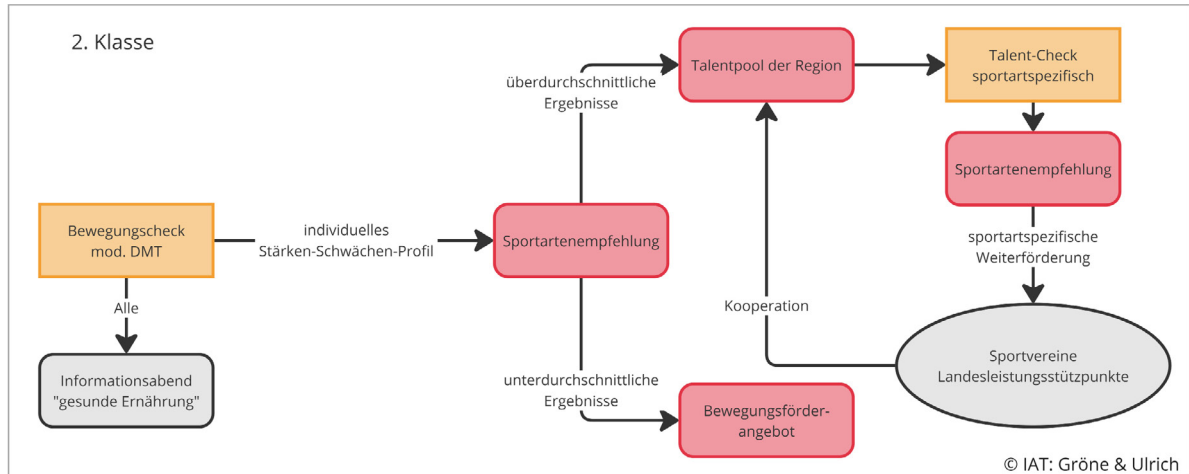 2. Klasse
Bewegungscheck
mod. DMT
Alle
Informationsabend
"gesunde Ernährung"
individuelles
Stärken-Schwächen-Profil
Sportartenempfehlung
überdurchschnittliche
Ergebnisse
unterdurchschnittliche
Ergebnisse
Talentpool der Region
Kooperation
Bewegungsförder-
angebot
Talent-Check
sportartspezifisch
Sportartenempfehlung
sportartspezifische
Weiterförderung
Sportvereine
Landesleistungsstützpunkte
© IAT: Gröne & Ulrich